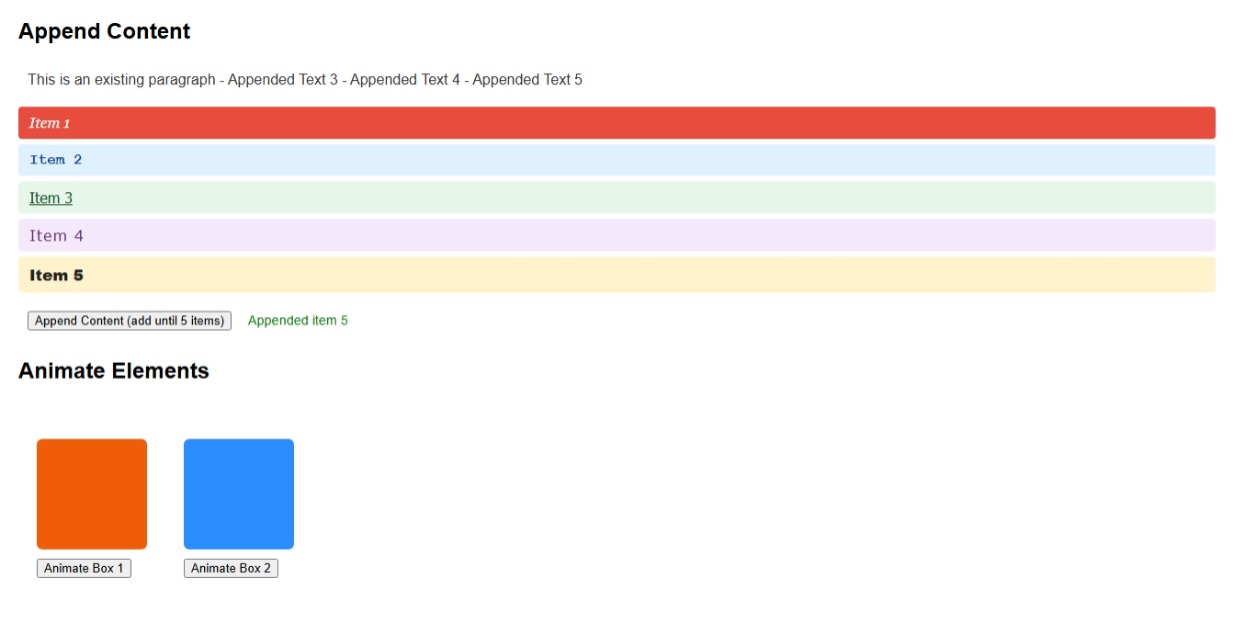 Append Content
This is an existing paragraph - Appended Text 3 - Appended Text 4 - Appended Text 5
Item 1
Item 2
Item 3
Item 4
Item 5
Append Content (add until 5 items) Appended item 5
Animate Elements
Animate Box 1 Animate Box 2